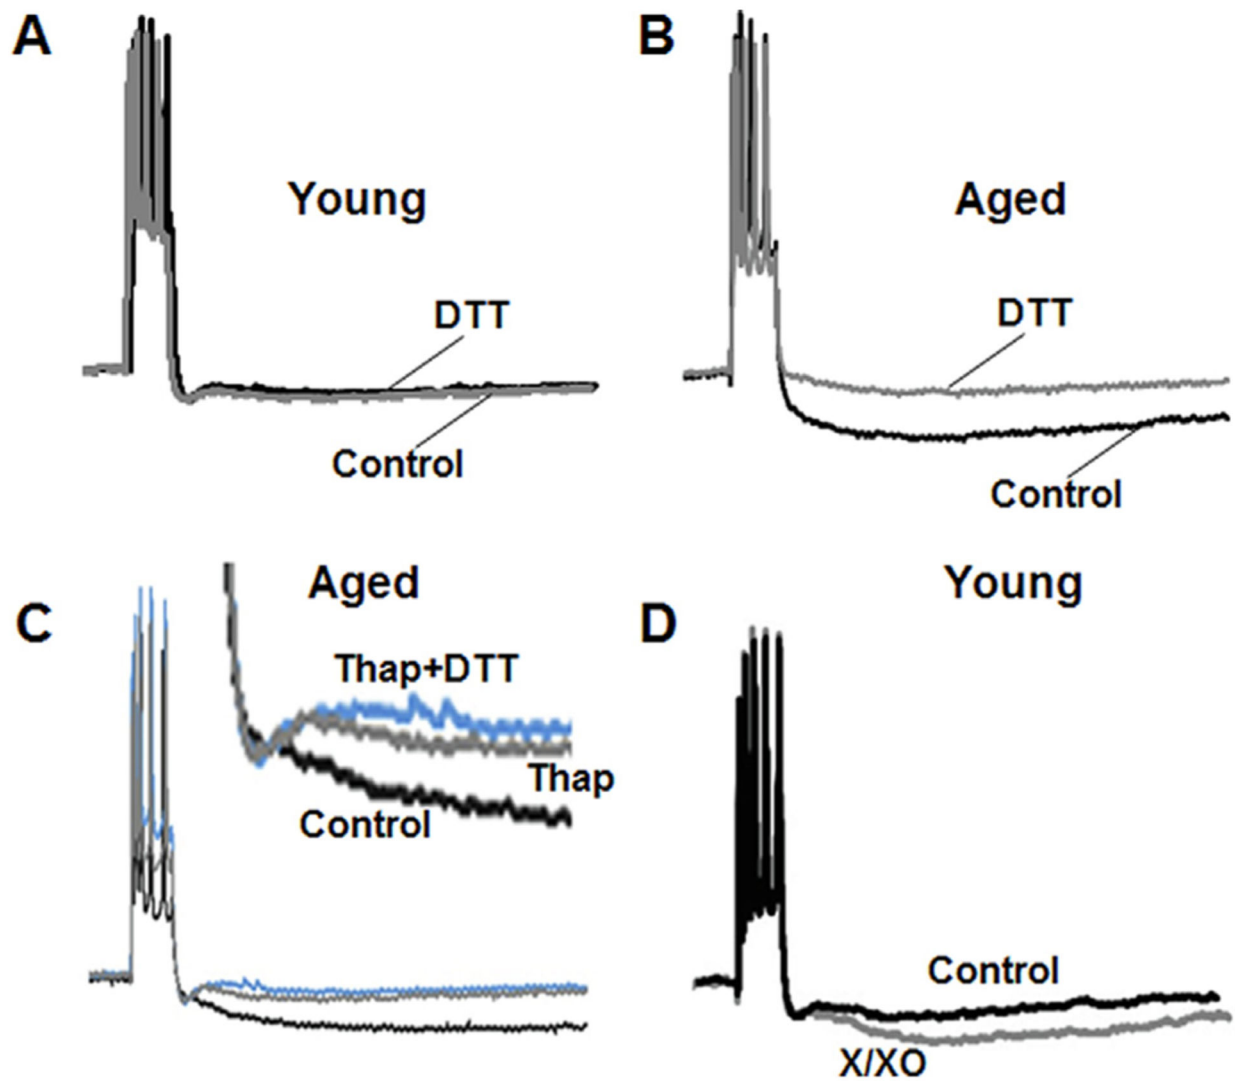 A
Young
DTT
Control
B
Aged
DTT
Control
C
Aged
Thap+DTT
Thap
Control
D
Young
Control
X/XO